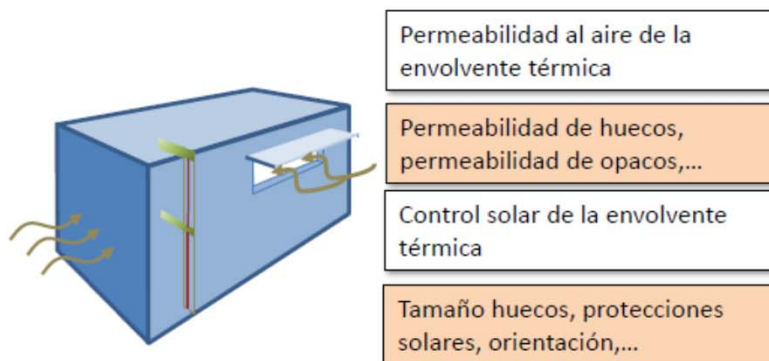 Permeabilidad al aire de la
envolvente térmica
Permeabilidad de huecos,
permeabilidad de opacos,...
Control solar de la envolvente
térmica
Tamaño huecos, protecciones
solares, orientación,...